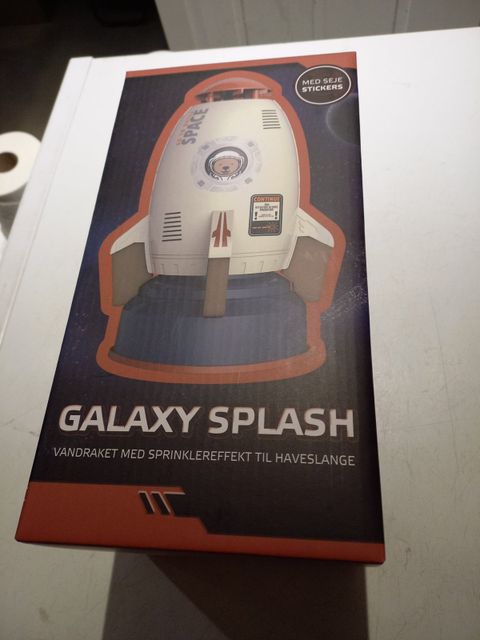 MED SEJE
STICKERS
SPACE
CONTINUE
GALAXY SPLASH
VANDRAKET MED SPRINKLEREFFEKT TIL HAVESLANGE